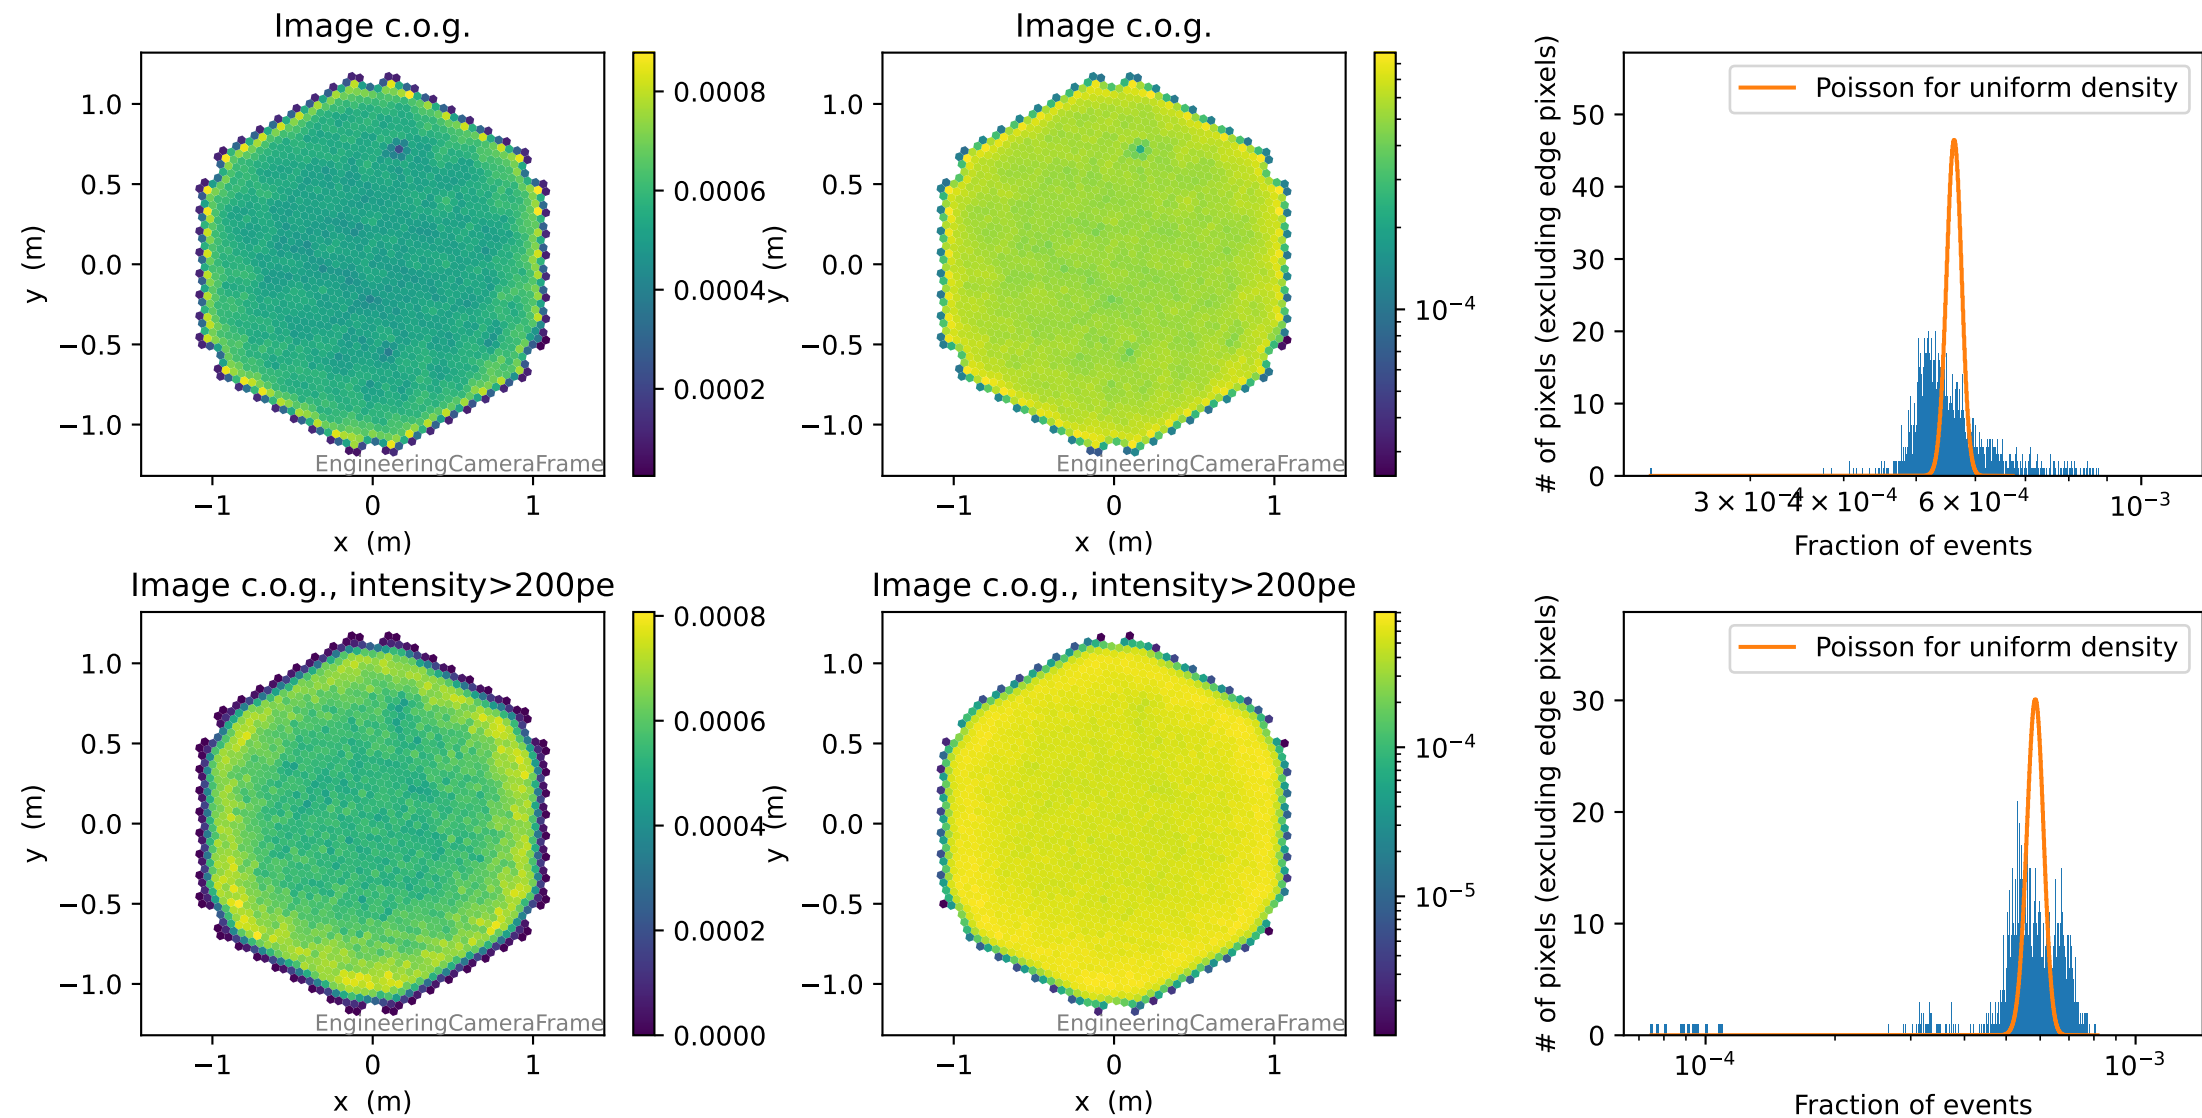 Image c.o.g.
1.0
0.5
0.0
−0.5
−1.0
y (m)
−1
0
1
x (m)
EngineeringCameraFrame
0.0008
0.0006
0.0004
0.0002
Image c.o.g.
1.0
0.5
0.0
−0.5
−1.0
y (m)
−1
0
1
x (m)
EngineeringCameraFrame
10−4
Poisson for uniform density
# of pixels (excluding edge pixels)
50
40
30
20
10
0
3 × 10−4
4 × 10−4
6 × 10−4
10−3
Fraction of events
Image c.o.g., intensity>200pe
1.0
0.5
0.0
−0.5
−1.0
y (m)
−1
0
1
x (m)
EngineeringCameraFrame
0.0008
0.0006
0.0004
0.0002
0.0000
Image c.o.g., intensity>200pe
1.0
0.5
0.0
−0.5
−1.0
y (m)
−1
0
1
x (m)
EngineeringCameraFrame
10−4
10−5
Poisson for uniform density
# of pixels (excluding edge pixels)
30
20
10
0
10−4
10−3
Fraction of events